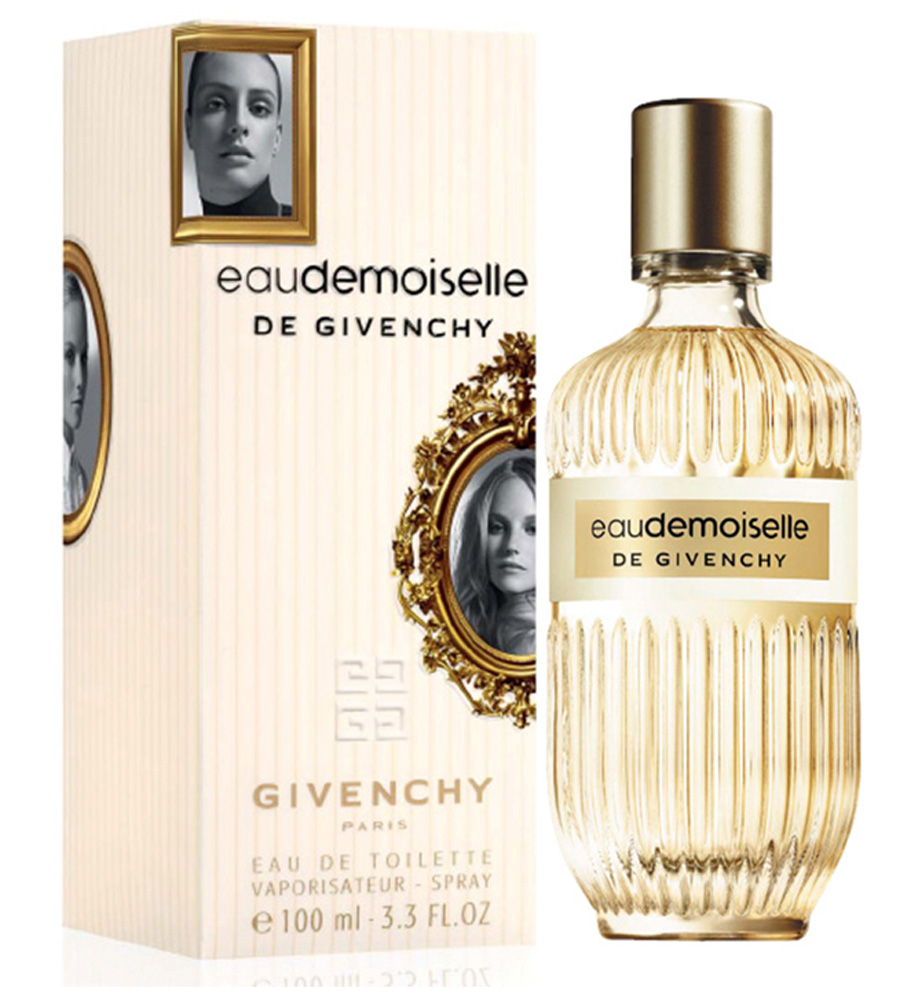 eaudemoiselle
DE GIVENCHY
GIVENCHY
PARIS
EAU DE TOILETTE
VAPORISATEUR - SPRAY
℮ 100 ml - 3.3 FL.OZ
eaudemoiselle
DE GIVENCHY